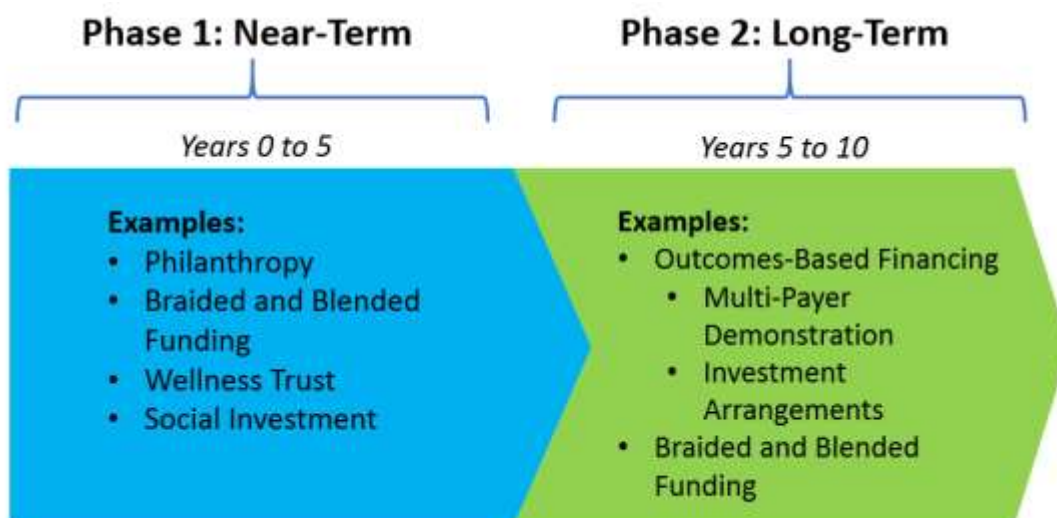 Phase 1: Near-Term
Years 0 to 5
Examples:
• Philanthropy
• Braided and Blended
Funding
• Wellness Trust
• Social Investment
Phase 2: Long-Term
Years 5 to 10
Examples:
• Outcomes-Based Financing
• Multi-Payer
Demonstration
• Investment
Arrangements
• Braided and Blended
Funding